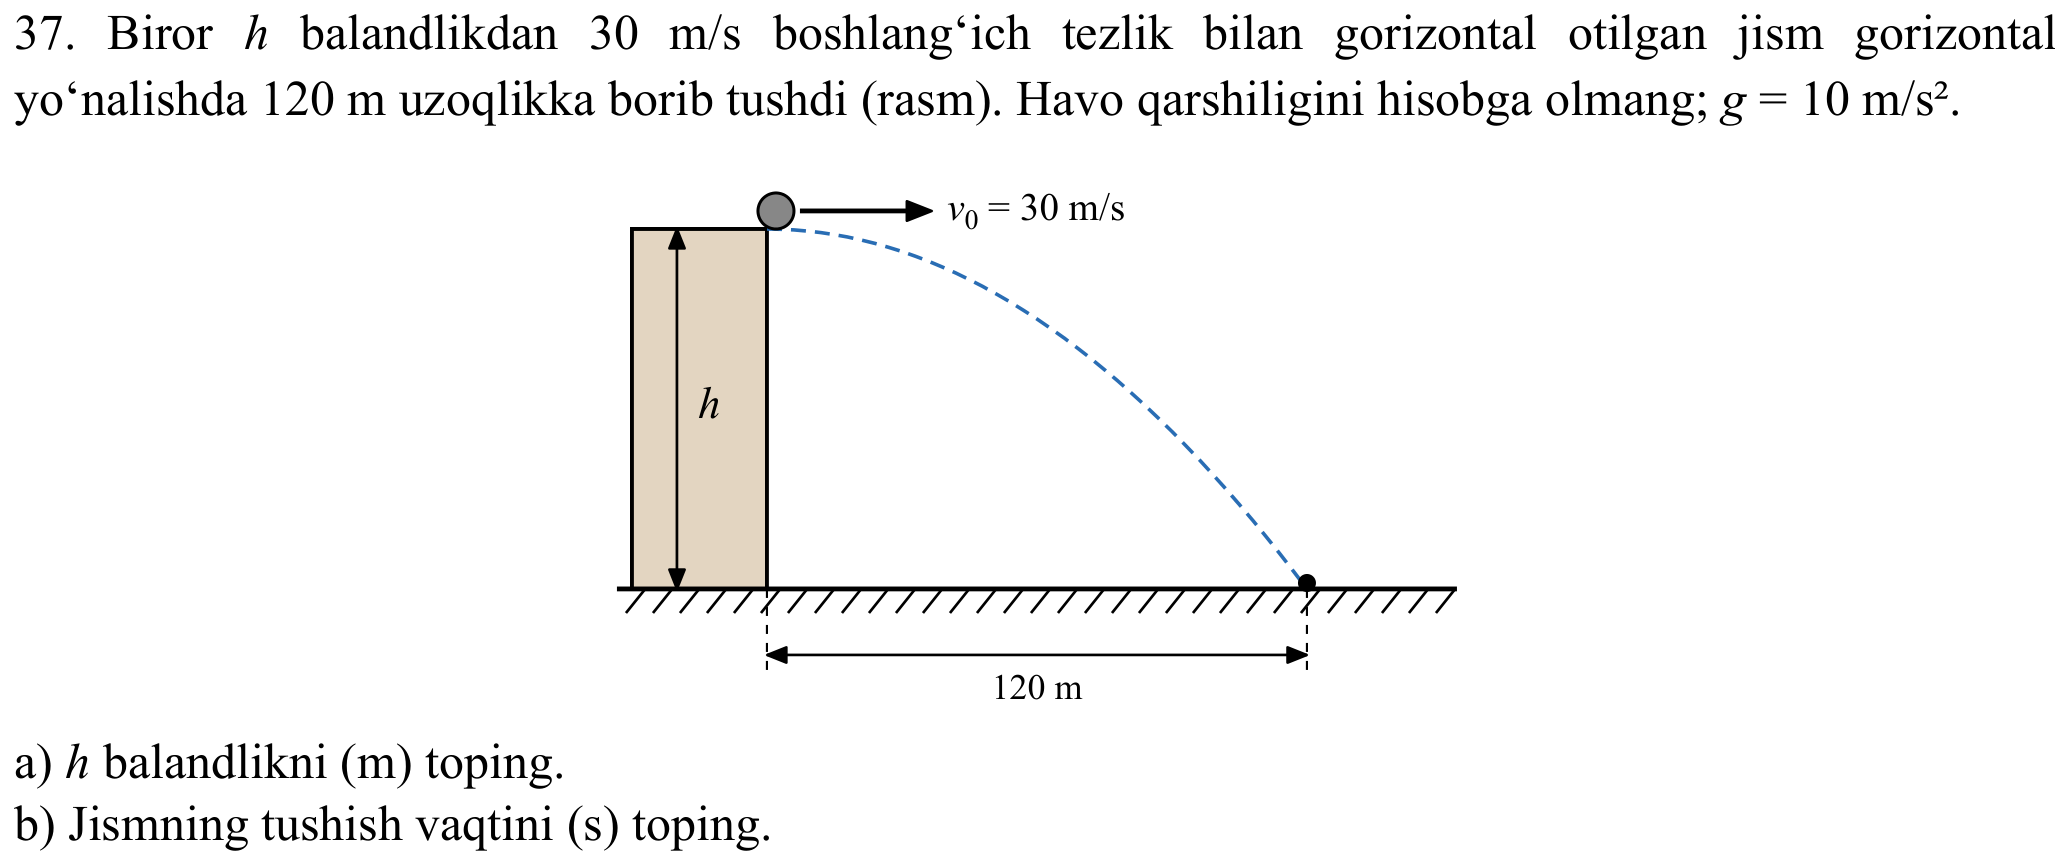 37. Biror h balandlikdan 30 m/s boshlang‘ich tezlik bilan gorizontal otilgan jism gorizontal
yo‘nalishda 120 m uzoqlikka borib tushdi (rasm). Havo qarshiligini hisobga olmang; g = 10 m/s².
v₀ = 30 m/s
h
120 m
a) h balandlikni (m) toping.
b) Jismning tushish vaqtini (s) toping.